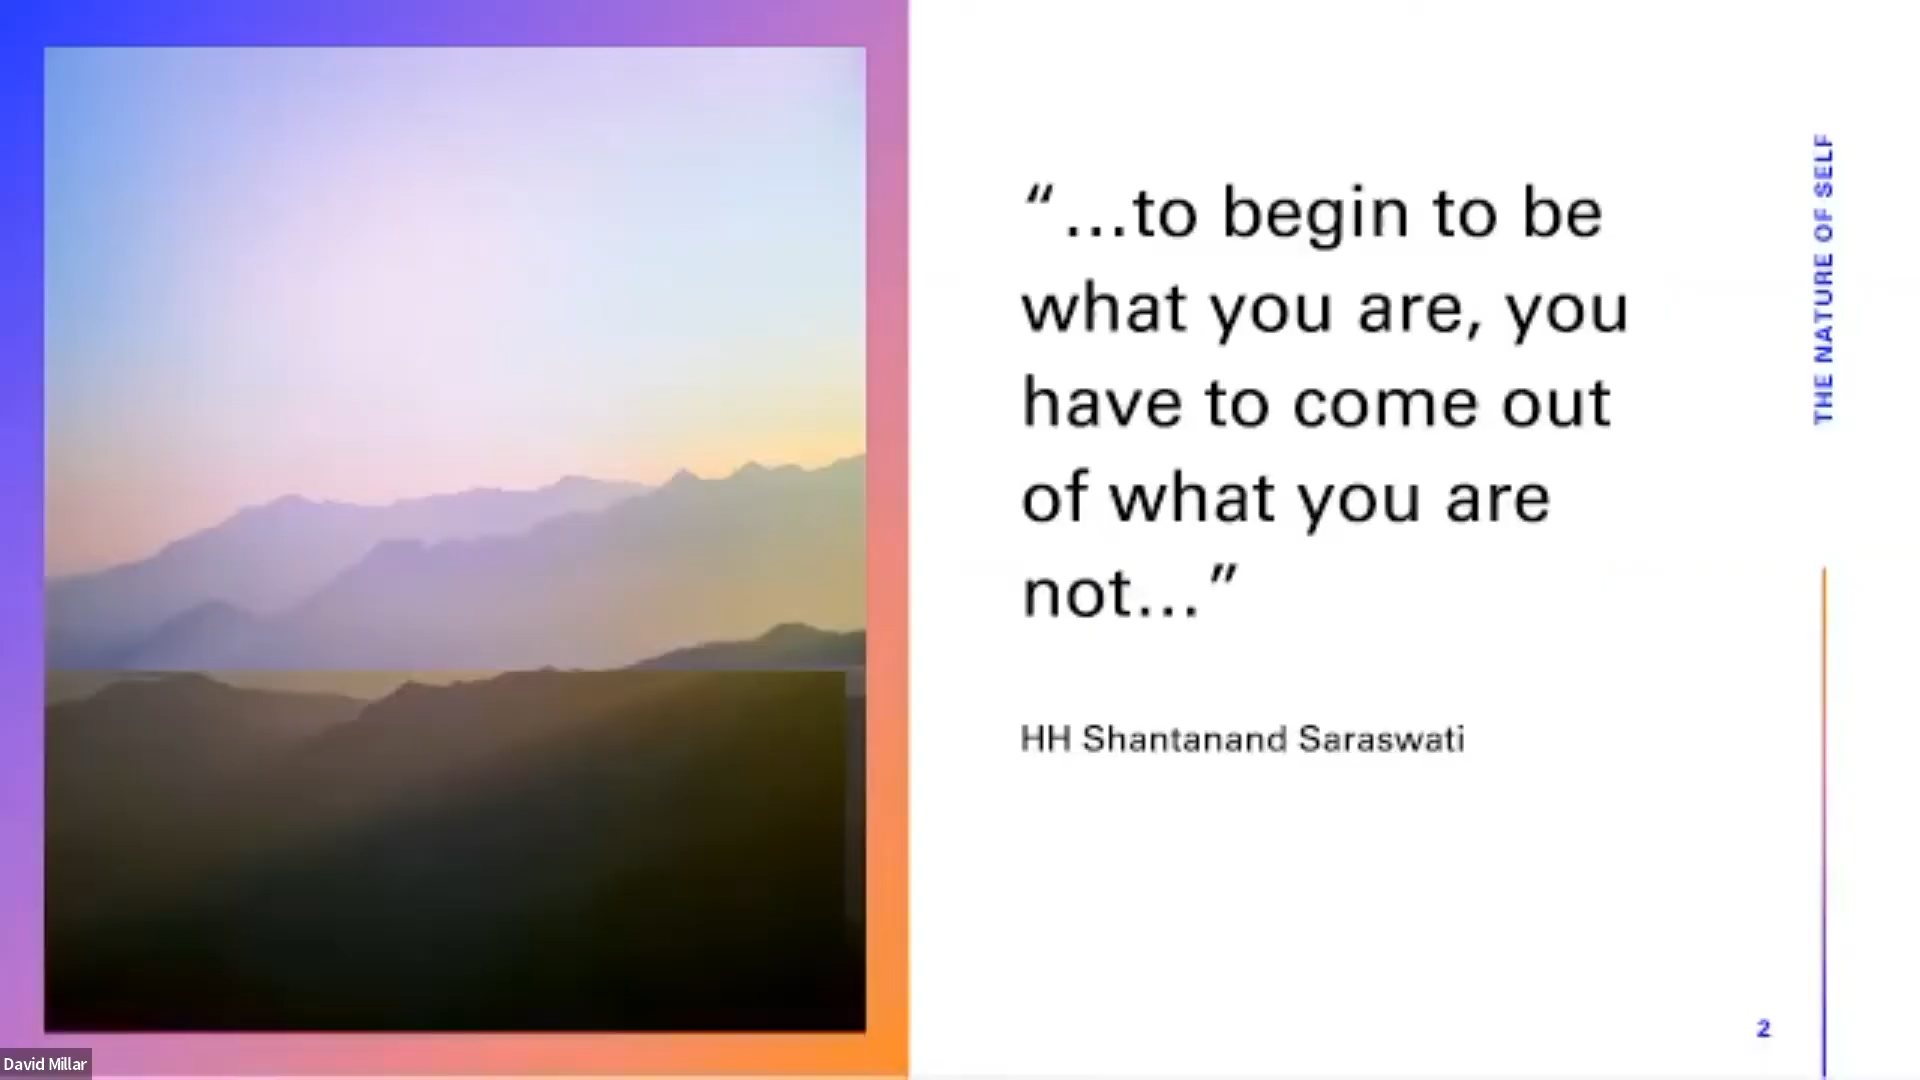 “…to begin to be
what you are, you
have to come out
of what you are
not…”
HH Shantanand Saraswati
THE NATURE OF SELF
2
David Millar